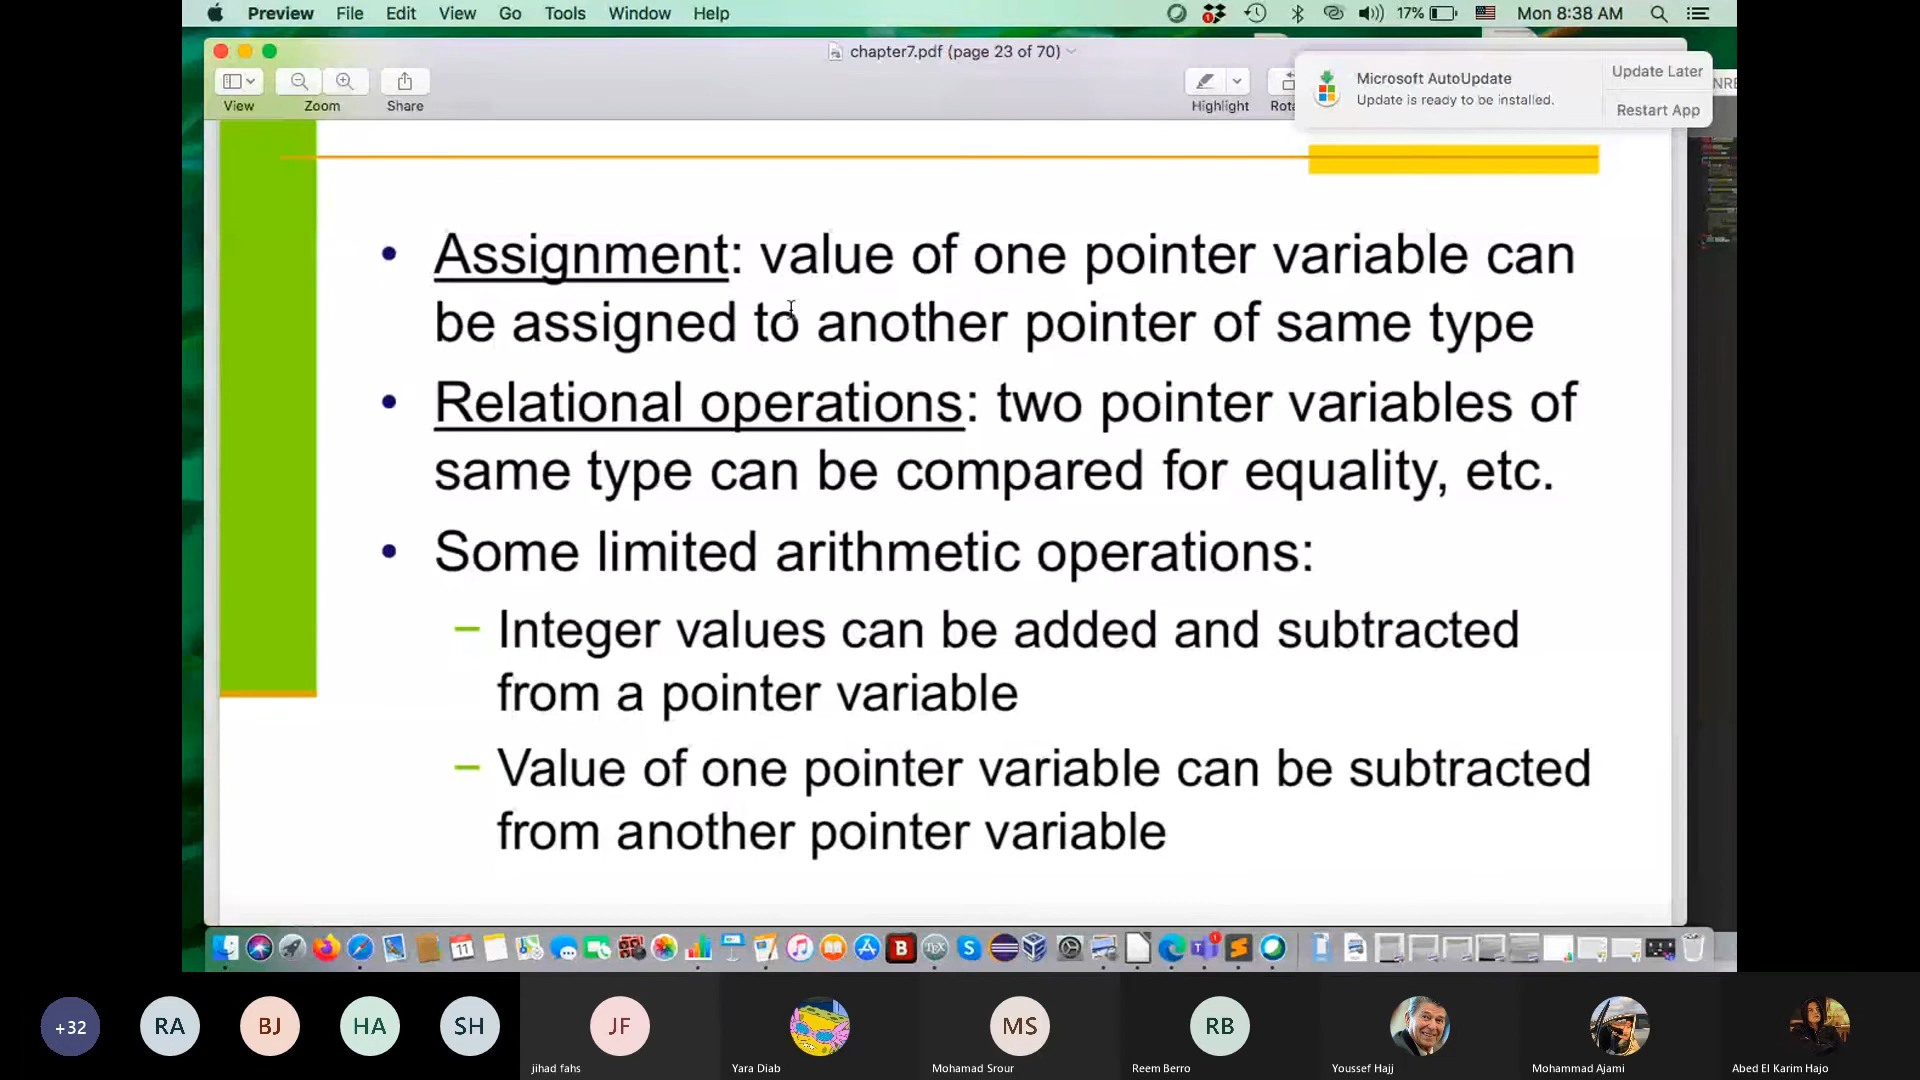 Preview File Edit View Go Tools Window Help 17% Mon 8:38 AM
chapter7.pdf (page 23 of 70)
View Zoom Share Highlight
Microsoft AutoUpdate
Update is ready to be installed.
Update Later
Restart App
• Assignment: value of one pointer variable can
be assigned to another pointer of same type
• Relational operations: two pointer variables of
same type can be compared for equality, etc.
• Some limited arithmetic operations:
– Integer values can be added and subtracted
from a pointer variable
– Value of one pointer variable can be subtracted
from another pointer variable
+32 RA BJ HA SH JF MS RB
jihad fahs Yara Diab Mohamad Srour Reem Berro Youssef Hajj Mohammad Ajami Abed El Karim Hajo